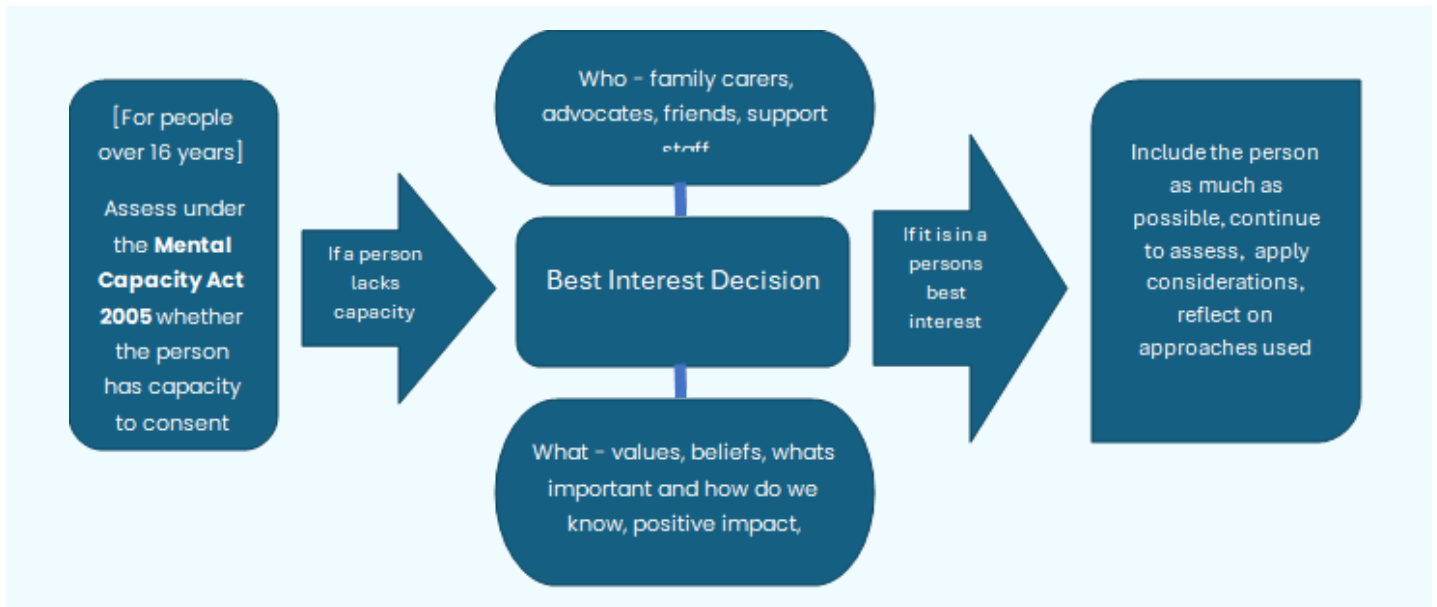 [For people
over 16 years]
Assess under
the Mental
Capacity Act
2005 whether
the person
has capacity
to consent
If a person
lacks
capacity
Who - family carers,
advocates, friends, support
staff
Best Interest Decision
What - values, beliefs, whats
important and how do we
know, positive impact,
If it is in a
persons
best
interest
Include the person
as much as
possible, continue
to assess, apply
considerations,
reflect on
approaches used